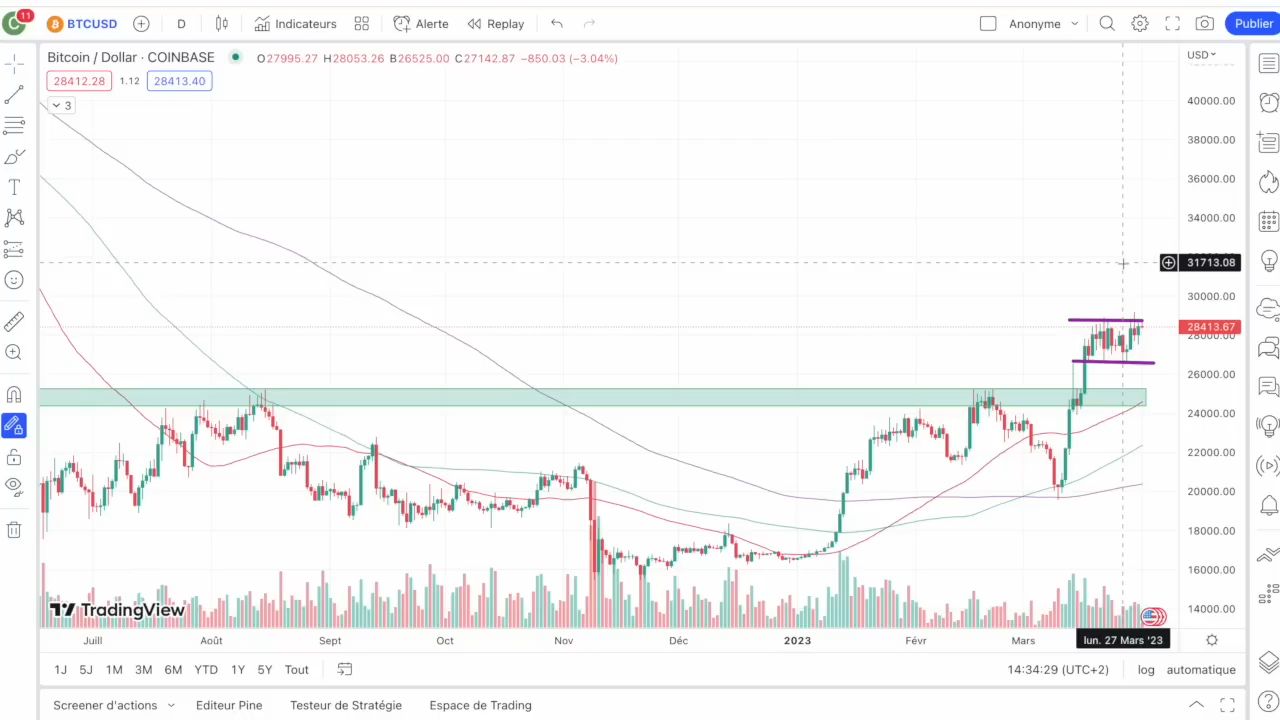 C 11 BTCUSD D Indicateurs Alerte Replay Anonyme Publier
Bitcoin / Dollar · COINBASE O27995.27 H28053.26 B26525.00 C27142.87 −850.03 (−3.04%) USD
28412.28 1.12 28413.40
3
40000.00
38000.00
36000.00
34000.00
31713.08
30000.00
28413.67
28000.00
26000.00
24000.00
22000.00
20000.00
18000.00
16000.00
14000.00
TradingView
Juill Août Sept Oct Nov Déc 2023 Févr Mars lun. 27 Mars '23
1J 5J 1M 3M 6M YTD 1Y 5Y Tout 14:34:29 (UTC+2) log automatique
Screener d'actions Editeur Pine Testeur de Stratégie Espace de Trading